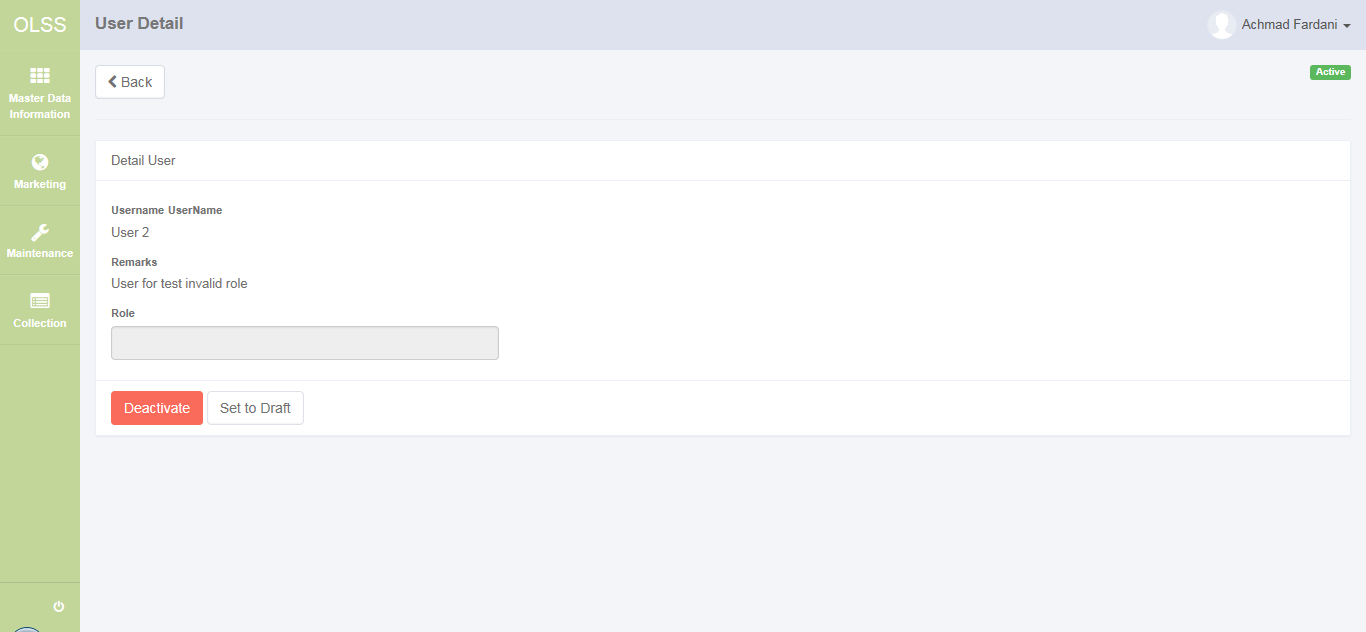 OLSS
User Detail
Achmad Fardani
Back
Active
Master Data
Information
Marketing
Maintenance
Collection
Detail User
Username UserName
User 2
Remarks
User for test invalid role
Role
Deactivate
Set to Draft